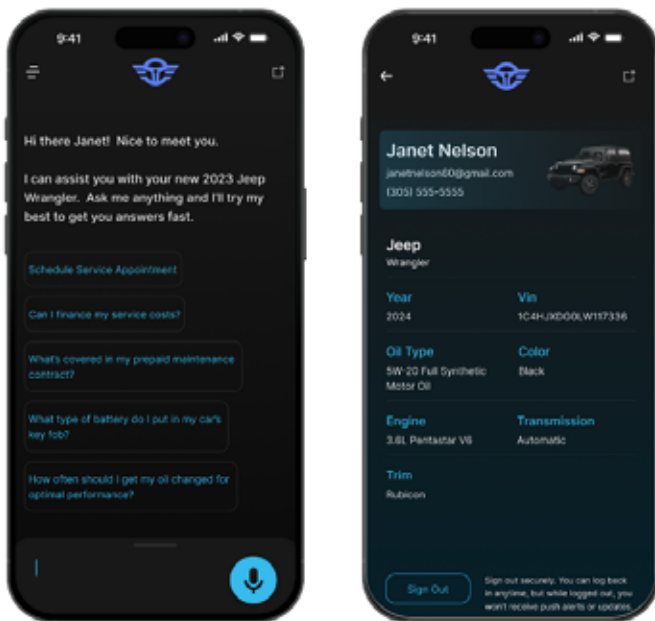 9:41
Hi there Janet! Nice to meet you.
I can assist you with your new 2023 Jeep
Wrangler. Ask me anything and I'll try my
best to get you answers fast.
Schedule Service Appointment
Can I finance my service costs?
What's covered in my prepaid maintenance
contract?
What type of battery do I put in my car's
key fob?
How often should I get my oil changed for
optimal performance?
9:41
Janet Nelson
janetnelson60@gmail.com
(305) 555-5555
Jeep
Wrangler
Year
2024
Vin
1C4HJXDG0LW117336
Oil Type
5W-20 Full Synthetic
Motor Oil
Color
Black
Engine
3.6L Pentastar V6
Transmission
Automatic
Trim
Rubicon
Sign Out
Sign out securely. You can log back
in anytime, but while logged out, you
won't receive push alerts or updates.